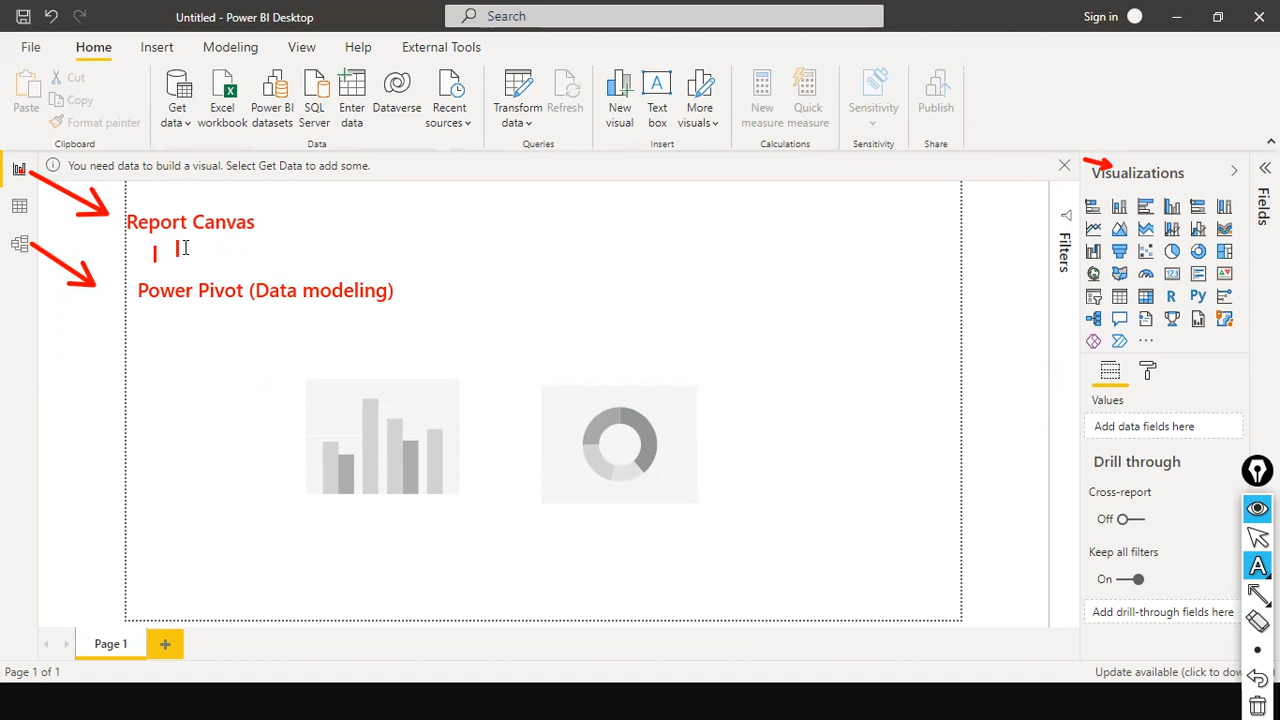 Untitled - Power BI Desktop
Search
Sign in
File Home Insert Modeling View Help External Tools
Paste
Cut
Copy
Format painter
Clipboard
Get data
Excel workbook
Power BI datasets
SQL Server
Enter data
Dataverse
Recent sources
Data
Transform data
Refresh
Queries
New visual
Text box
A
More visuals
Insert
New measure
Quick measure
Calculations
Sensitivity
Sensitivity
Publish
Share
You need data to build a visual. Select Get Data to add some.
Report Canvas
Power Pivot (Data modeling)
Filters
Visualizations
Fields
123
R
Py
Values
Add data fields here
Drill through
Cross-report
Off
Keep all filters
On
Add drill-through fields here
A
Page 1
Page 1 of 1
Update available (click to dow